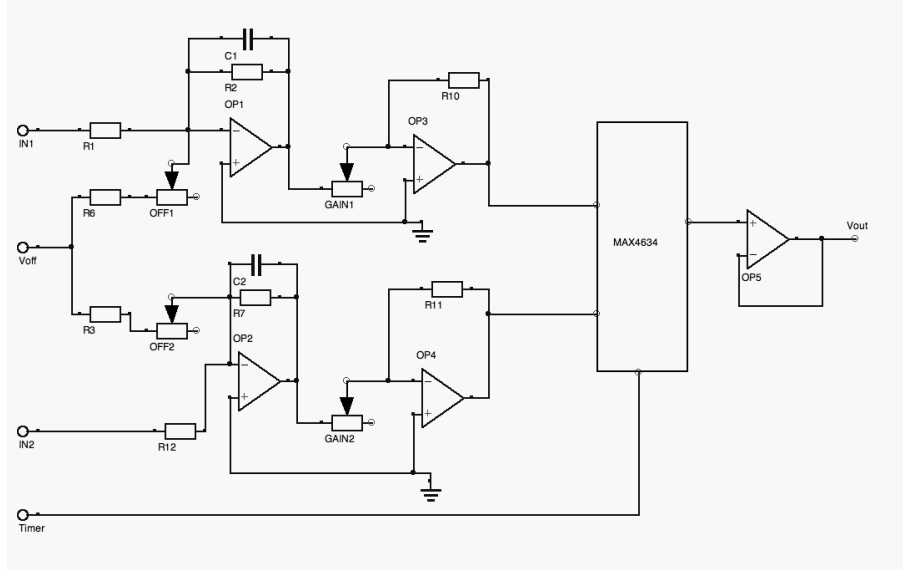 C1
R2
OP1
R10
OP3
IN1
R1
R6
OFF1
GAIN1
Voff
MAX4634
Vout
OP5
C2
R7
R3
OFF2
R11
OP2
OP4
IN2
R12
GAIN2
Timer